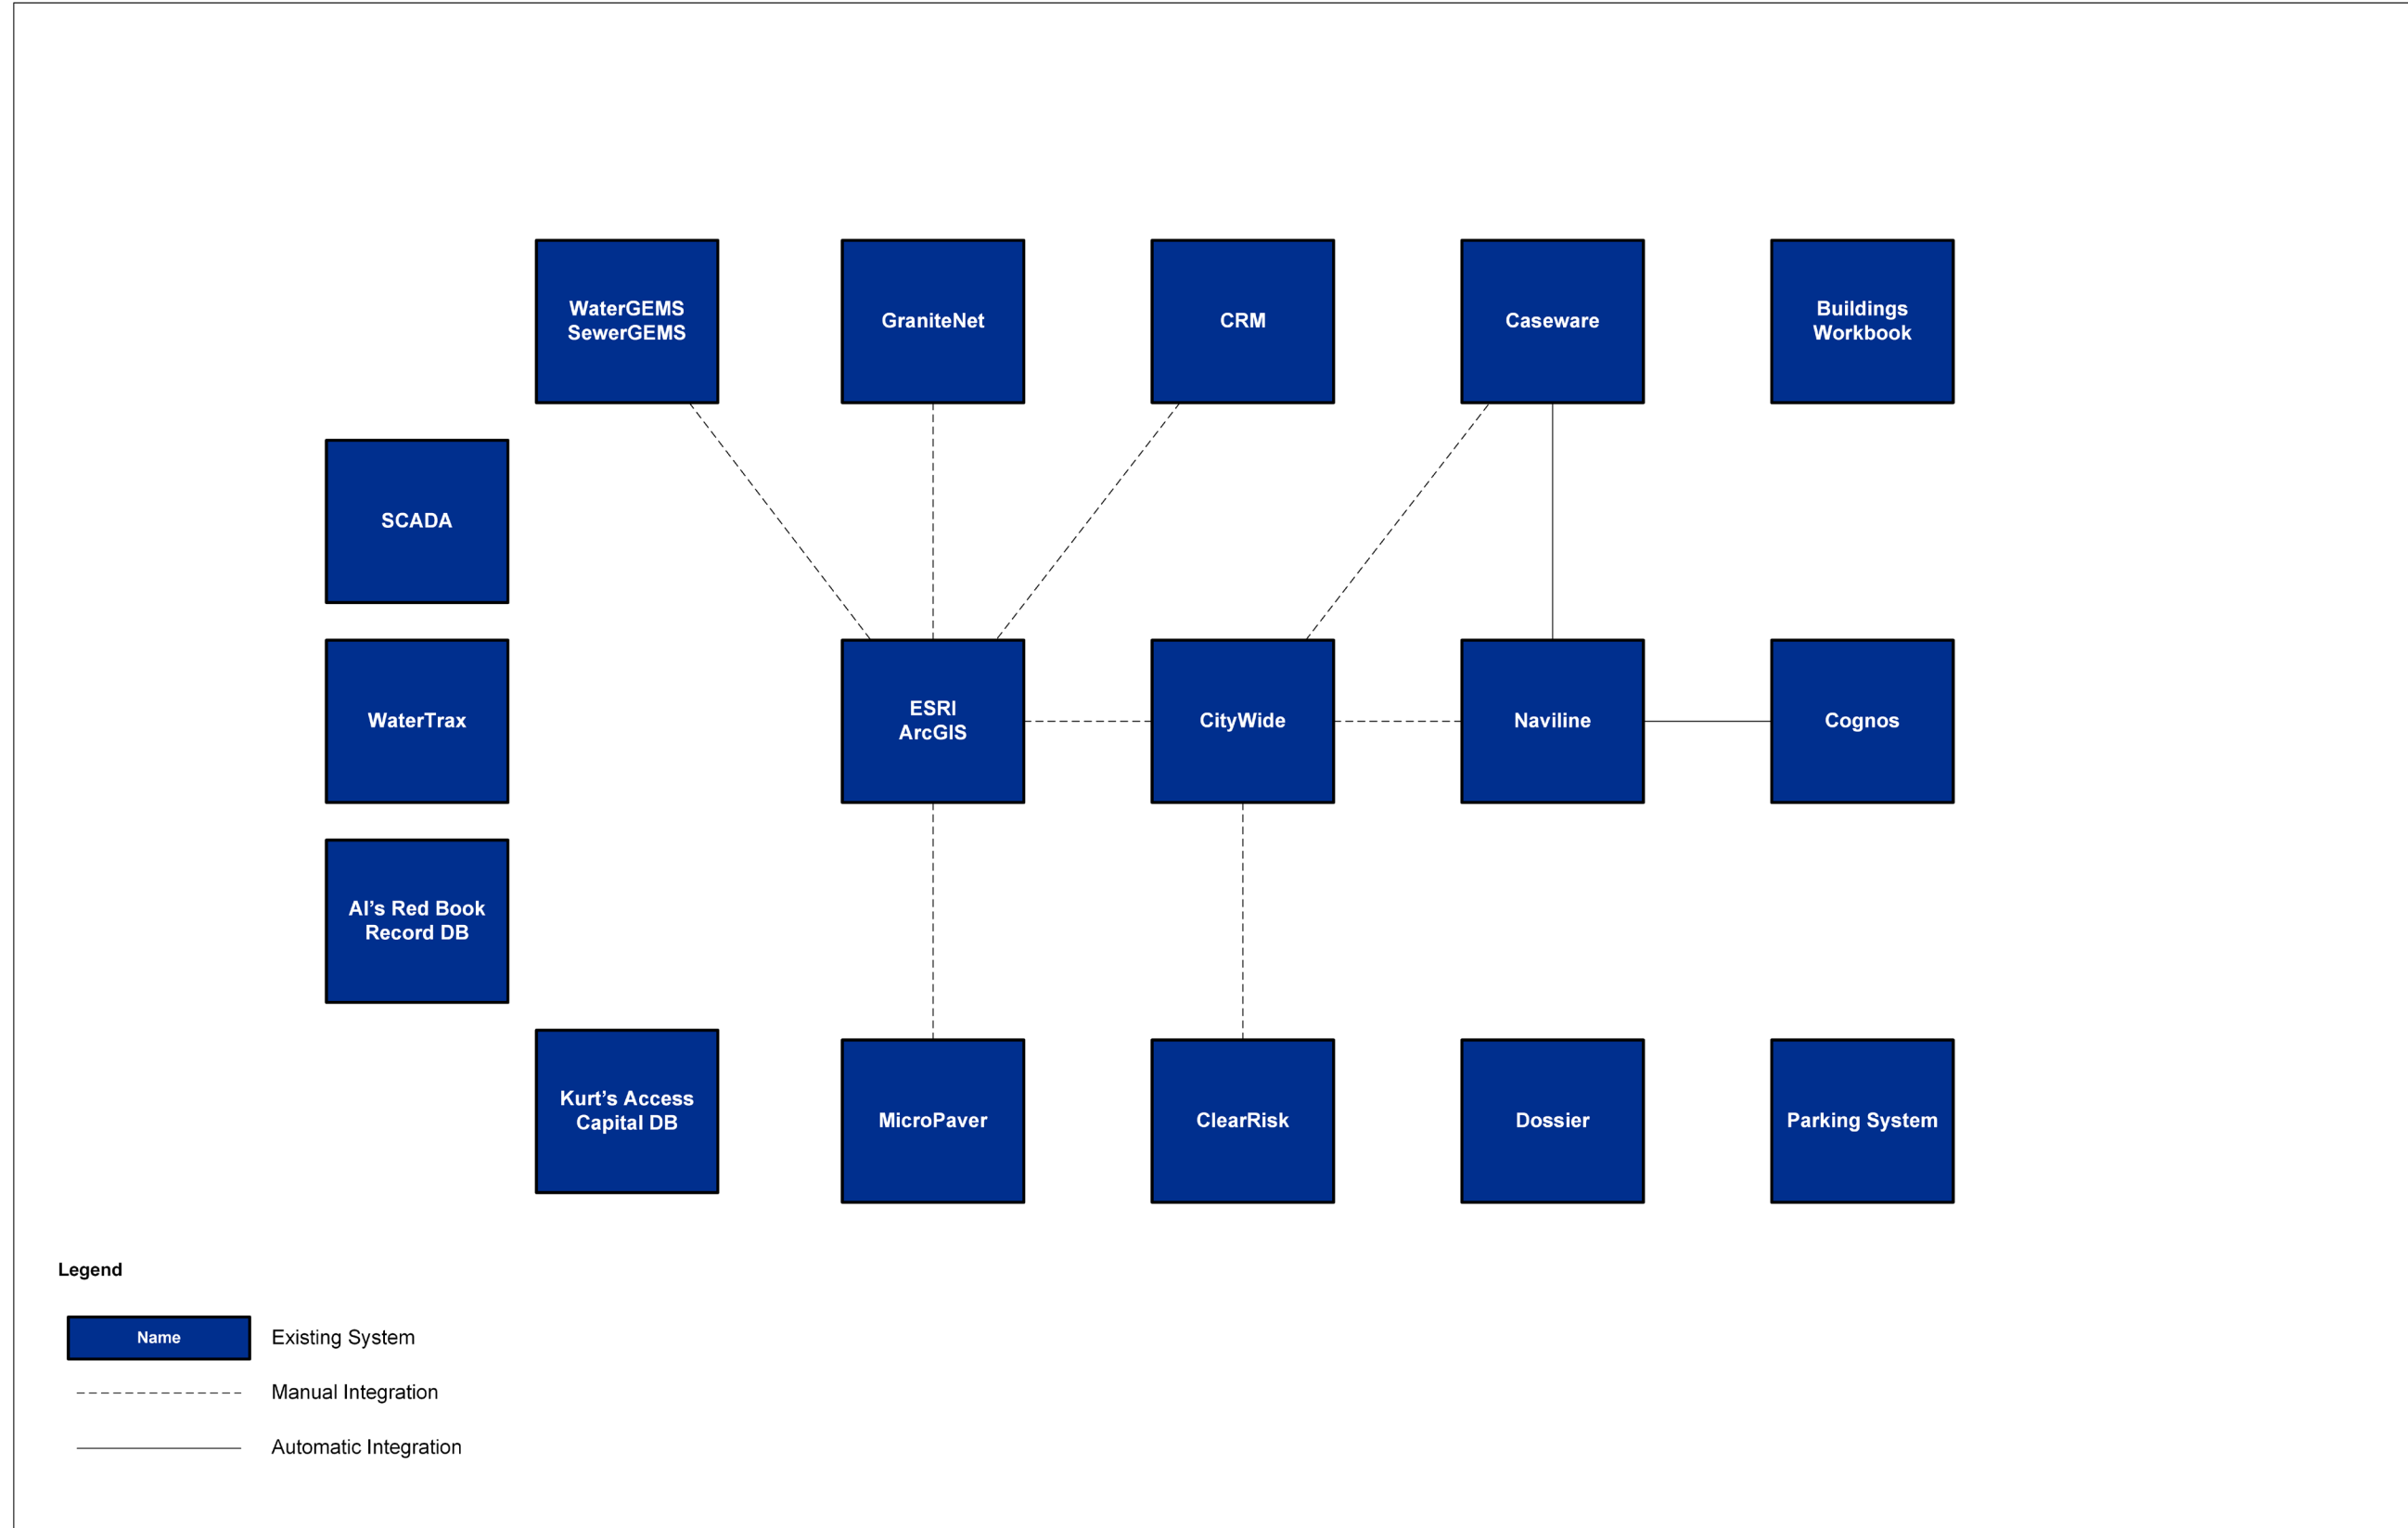 WaterGEMS
SewerGEMS
GraniteNet
CRM
Caseware
Buildings
Workbook
SCADA
WaterTrax
ESRI
ArcGIS
CityWide
Naviline
Cognos
Al’s Red Book
Record DB
Kurt’s Access
Capital DB
MicroPaver
ClearRisk
Dossier
Parking System
Legend
Name
Existing System
Manual Integration
Automatic Integration